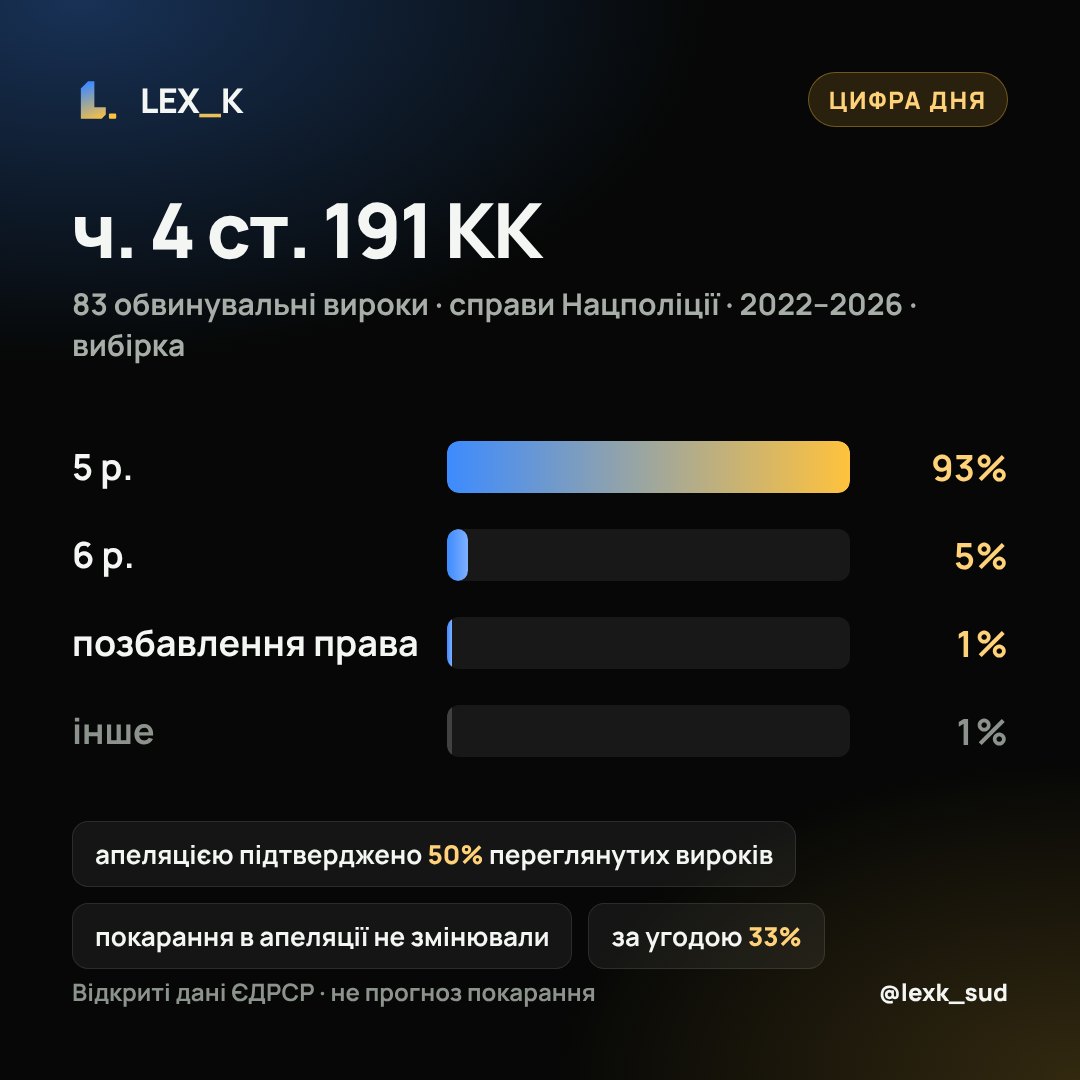 LEX_K
ЦИФРА ДНЯ
ч. 4 ст. 191 КК
83 обвинувальні вироки · справи Нацполіції · 2022–2026 ·
вибірка
5 р. 93%
6 р. 5%
позбавлення права 1%
інше 1%
апеляцією підтверджено 50% переглянутих вироків
покарання в апеляції не змінювали
за угодою 33%
Відкриті дані ЄДРСР · не прогноз покарання
@lexk_sud